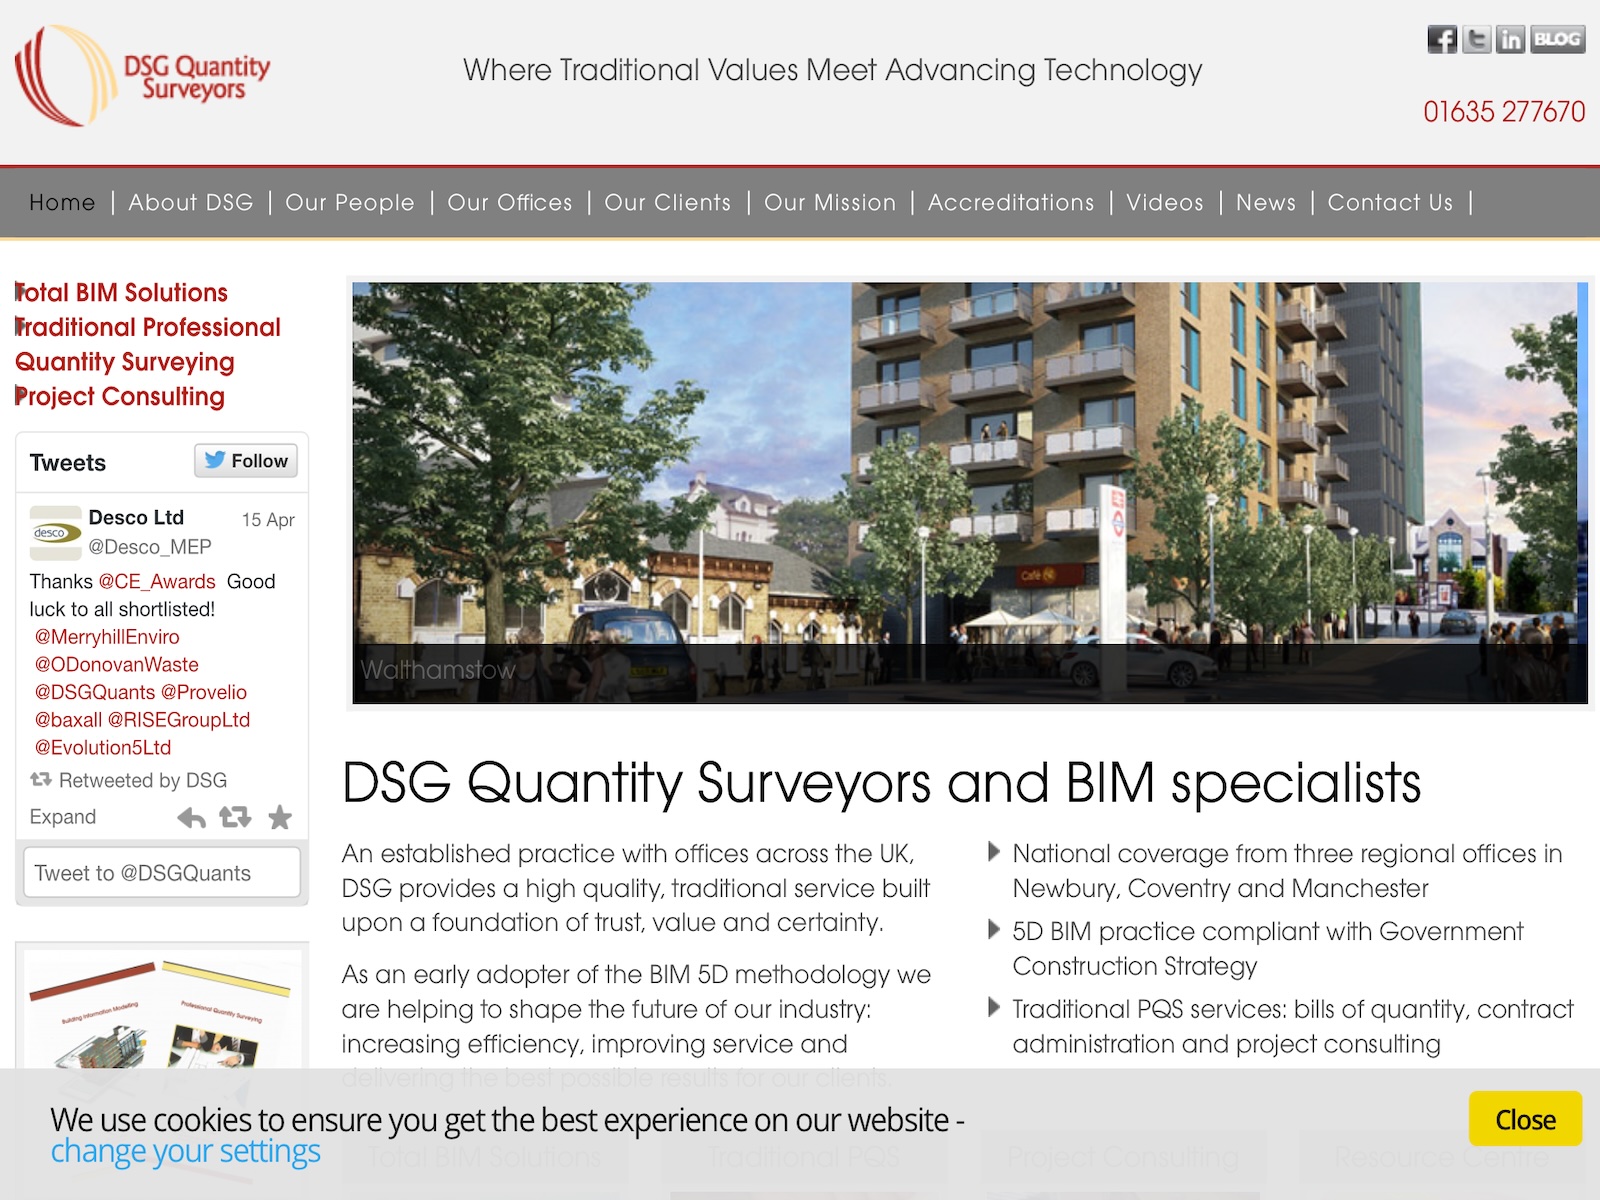 DSG Quantity
Surveyors
Where Traditional Values Meet Advancing Technology
BLOG
01635 277670
Home | About DSG | Our People | Our Offices | Our Clients | Our Mission | Accreditations | Videos | News | Contact Us |
Total BIM Solutions
Traditional Professional
Quantity Surveying
Project Consulting
Tweets
Follow
Desco Ltd
15 Apr
desco
@Desco_MEP
Thanks @CE_Awards Good
luck to all shortlisted!
@MerryhillEnviro
@ODonovanWaste
@DSGQuants @Provelio
@baxall @RISEGroupLtd
@Evolution5Ltd
Retweeted by DSG
Expand
Tweet to @DSGQuants
Building Information Modelling
Professional Quantity Surveying
Café
Walthamstow
DSG Quantity Surveyors and BIM specialists
An established practice with offices across the UK,
DSG provides a high quality, traditional service built
upon a foundation of trust, value and certainty.
As an early adopter of the BIM 5D methodology we
are helping to shape the future of our industry:
increasing efficiency, improving service and
delivering the best possible results for our clients.
National coverage from three regional offices in
Newbury, Coventry and Manchester
5D BIM practice compliant with Government
Construction Strategy
Traditional PQS services: bills of quantity, contract
administration and project consulting
We use cookies to ensure you get the best experience on our website -
change your settings
Close
Total BIM Solutions
Traditional PQS
Project Consulting
Resource Centre